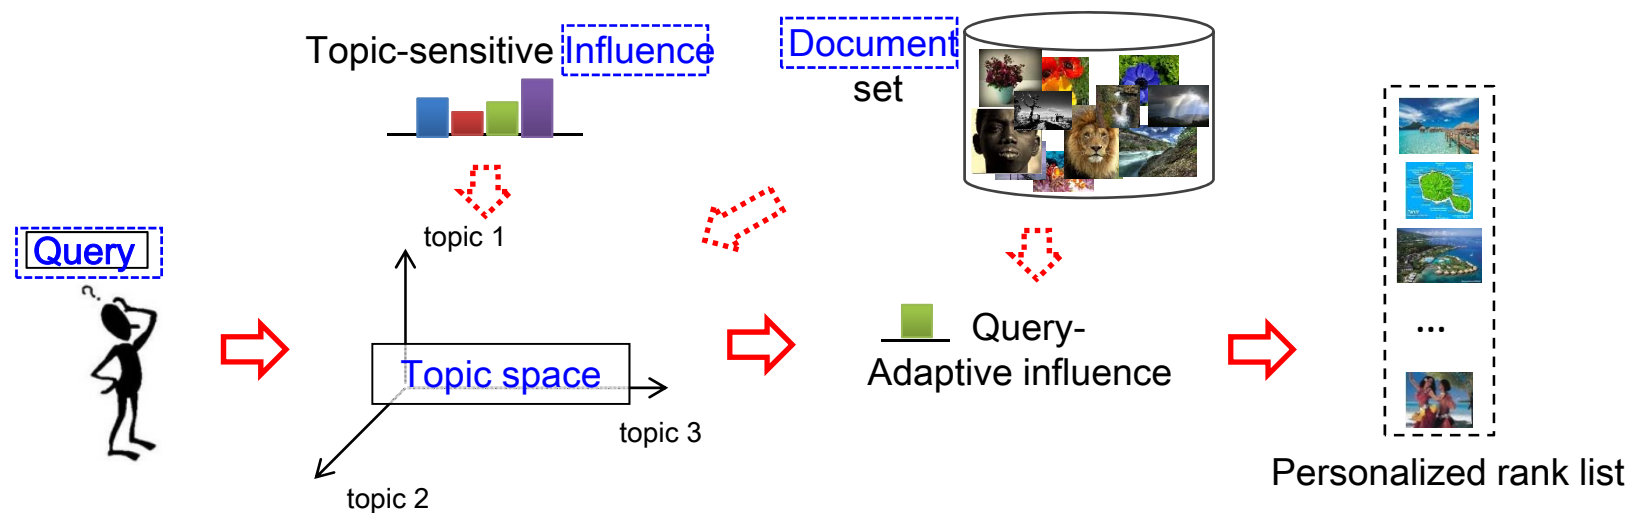 Topic-sensitive Influence
Document
set
Query
?
topic 1
Topic space
topic 3
topic 2
Query-
Adaptive influence
...
Personalized rank list